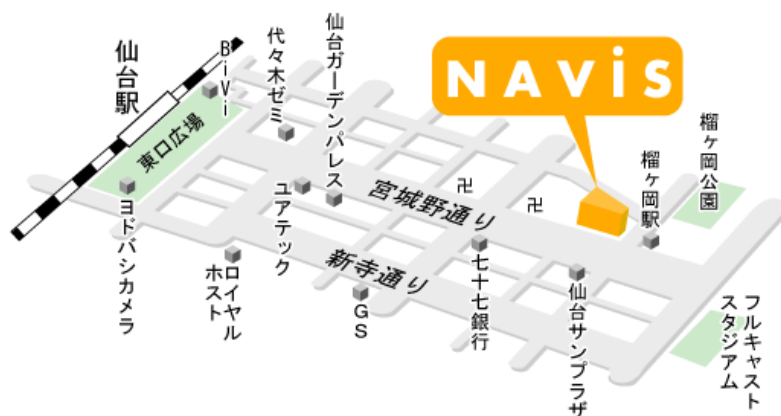 仙台駅
BiVi
代々木ゼミ
仙台ガーデンパレス
NAViS
東口広場
ヨドバシカメラ
ロイヤル
ホスト
ユアテック
宮城野通り
新寺通り
GS
卍
卍
七十七銀行
仙台サンプラザ
榴ヶ岡駅
榴ヶ岡公園
フルキャスト
スタジアム